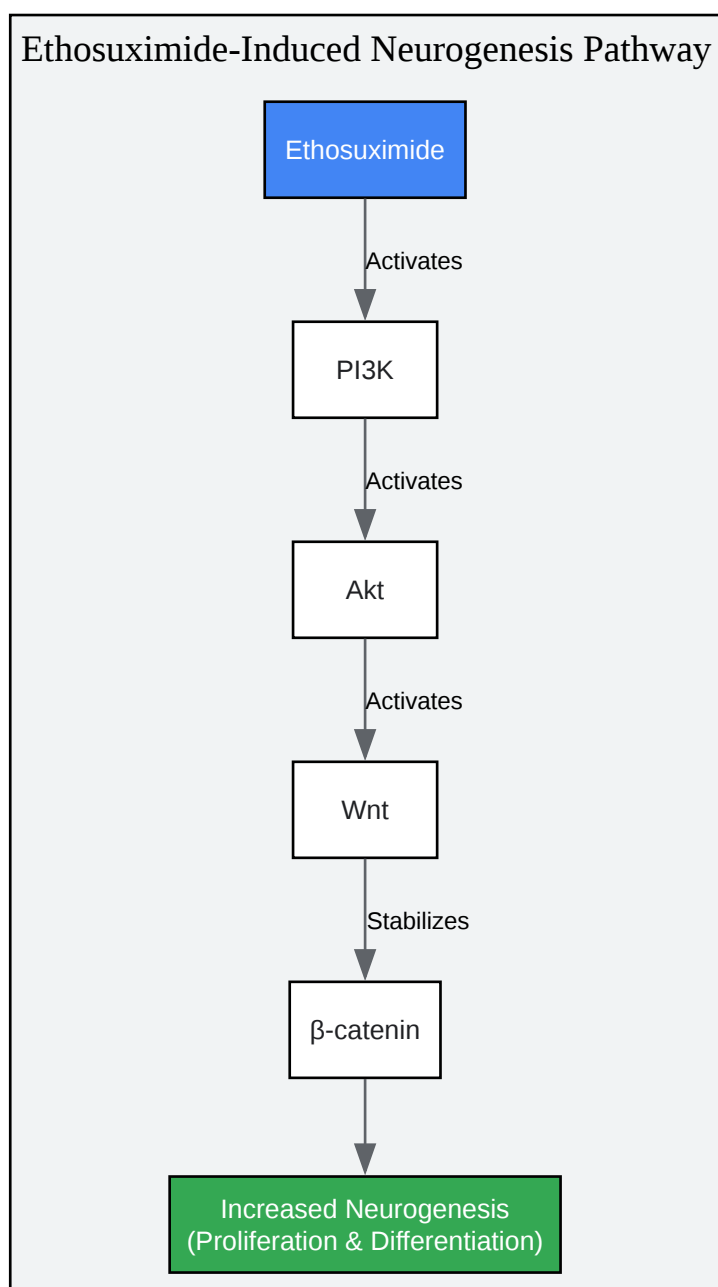 Ethosuximide-Induced Neurogenesis Pathway
Ethosuximide
Activates
PI3K
Activates
Akt
Activates
Wnt
Stabilizes
β-catenin
Increased Neurogenesis
(Proliferation & Differentiation)